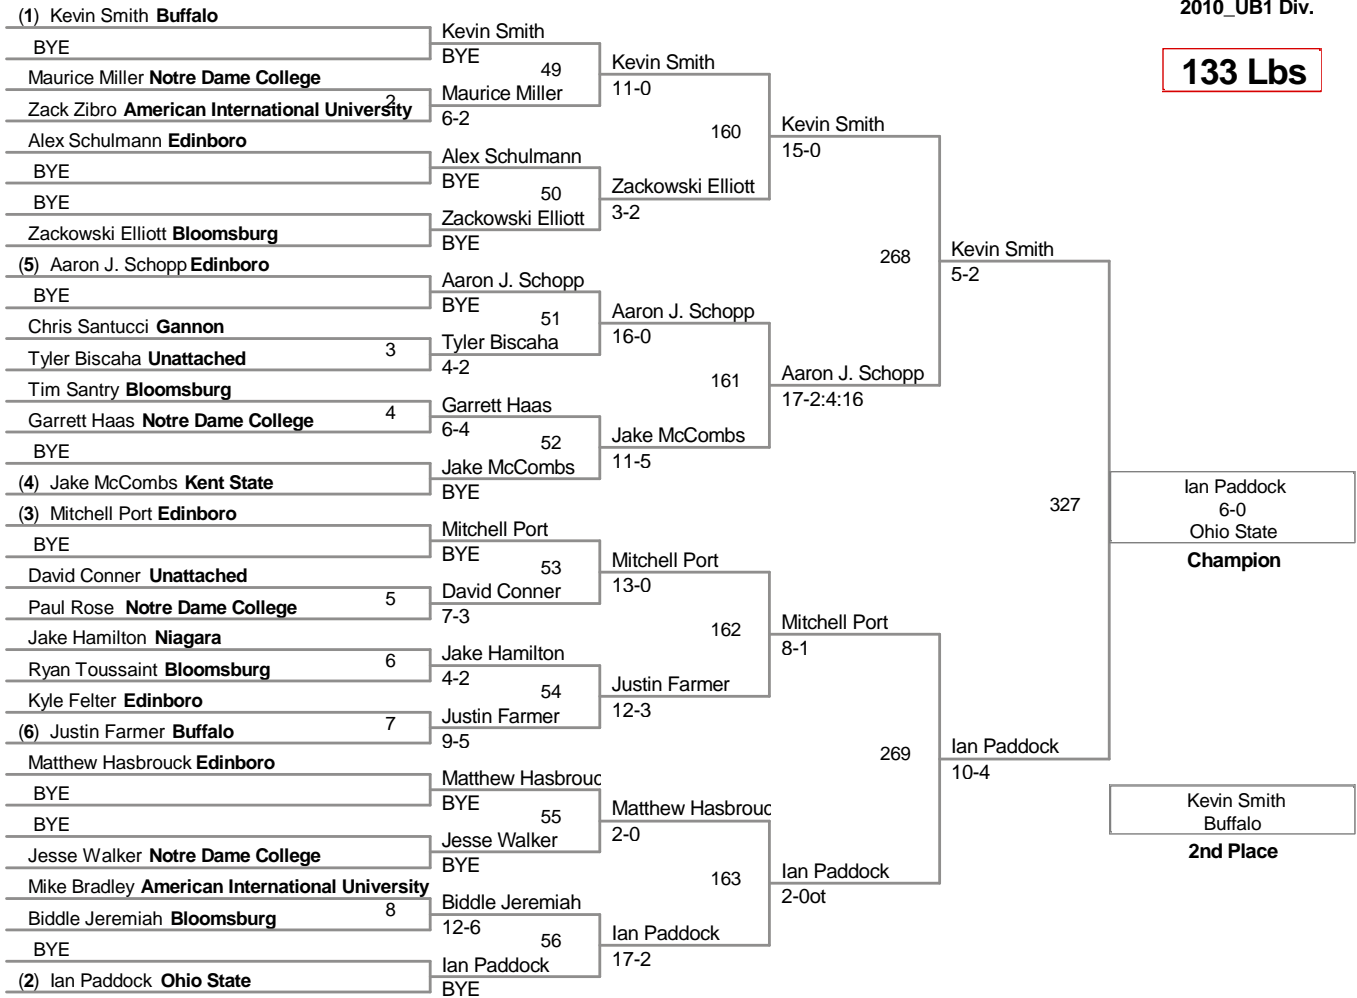 2010_UB1 Div.
133 Lbs
(1) Kevin Smith Buffalo
BYE
Maurice Miller Notre Dame College
2
Zack Zibro American International University
Alex Schulmann Edinboro
BYE
BYE
Zackowski Elliott Bloomsburg
(5) Aaron J. Schopp Edinboro
BYE
Chris Santucci Gannon
3
Tyler Biscaha Unattached
Tim Santry Bloomsburg
4
Garrett Haas Notre Dame College
BYE
(4) Jake McCombs Kent State
(3) Mitchell Port Edinboro
BYE
David Conner Unattached
5
Paul Rose Notre Dame College
Jake Hamilton Niagara
6
Ryan Toussaint Bloomsburg
Kyle Felter Edinboro
7
(6) Justin Farmer Buffalo
Matthew Hasbrouck Edinboro
BYE
BYE
Jesse Walker Notre Dame College
Mike Bradley American International University
8
Biddle Jeremiah Bloomsburg
BYE
(2) Ian Paddock Ohio State
Kevin Smith
BYE
49
Maurice Miller
6-2
Alex Schulmann
BYE
50
Zackowski Elliott
BYE
Aaron J. Schopp
BYE
51
Tyler Biscaha
4-2
Garrett Haas
6-4
52
Jake McCombs
BYE
Mitchell Port
BYE
53
David Conner
7-3
Jake Hamilton
4-2
54
Justin Farmer
9-5
Matthew Hasbrouc
BYE
55
Jesse Walker
BYE
Biddle Jeremiah
12-6
56
Ian Paddock
BYE
Kevin Smith
11-0
160
Zackowski Elliott
3-2
Aaron J. Schopp
16-0
161
Jake McCombs
11-5
Mitchell Port
13-0
162
Justin Farmer
12-3
Matthew Hasbrouc
2-0
163
Ian Paddock
17-2
Kevin Smith
15-0
268
Aaron J. Schopp
17-2:4:16
Mitchell Port
8-1
269
Ian Paddock
2-0ot
Kevin Smith
5-2
327
Ian Paddock
10-4
Ian Paddock
6-0
Ohio State
Champion
Kevin Smith
Buffalo
2nd Place